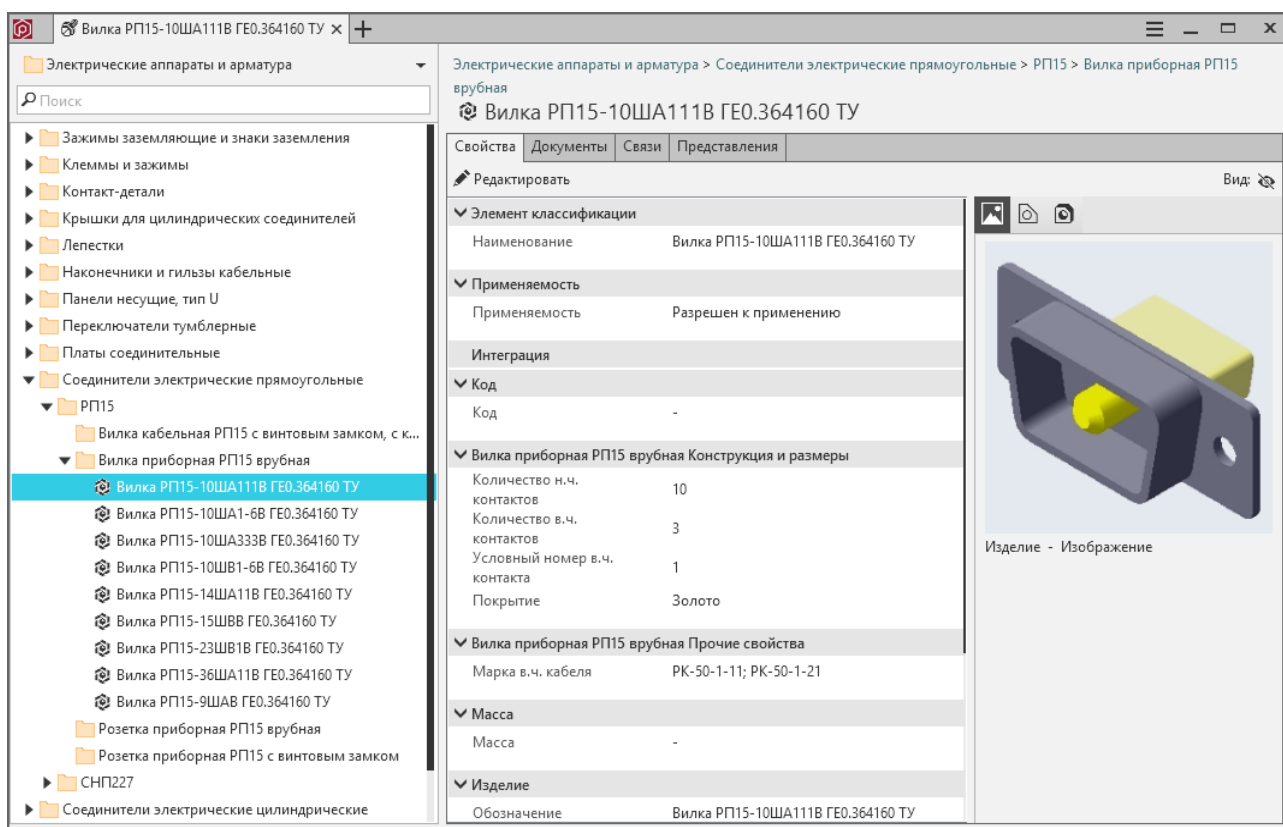 Вилка РП15-10ША111В ГЕ0.364160 ТУ
Электрические аппараты и арматура
Поиск
Зажимы заземляющие и знаки заземления
Клеммы и зажимы
Контакт-детали
Крышки для цилиндрических соединителей
Лепестки
Наконечники и гильзы кабельные
Панели несущие, тип U
Переключатели тумблерные
Платы соединительные
Соединители электрические прямоугольные
РП15
Вилка кабельная РП15 с винтовым замком, с к...
Вилка приборная РП15 врубная
Вилка РП15-10ША111В ГЕ0.364160 ТУ
Вилка РП15-10ША1-6В ГЕ0.364160 ТУ
Вилка РП15-10ША333В ГЕ0.364160 ТУ
Вилка РП15-10ШВ1-6В ГЕ0.364160 ТУ
Вилка РП15-14ША11В ГЕ0.364160 ТУ
Вилка РП15-15ШВВ ГЕ0.364160 ТУ
Вилка РП15-23ШВ1В ГЕ0.364160 ТУ
Вилка РП15-36ША11В ГЕ0.364160 ТУ
Вилка РП15-9ШАВ ГЕ0.364160 ТУ
Розетка приборная РП15 врубная
Розетка приборная РП15 с винтовым замком
СНП227
Соединители электрические цилиндрические
Электрические аппараты и арматура > Соединители электрические прямоугольные > РП15 > Вилка приборная РП15
врубная
Вилка РП15-10ША111В ГЕ0.364160 ТУ
Свойства Документы Связи Представления
Редактировать Вид:
Элемент классификации
Наименование Вилка РП15-10ША111В ГЕ0.364160 ТУ
Применяемость
Применяемость Разрешен к применению
Интеграция
Код
Код -
Вилка приборная РП15 врубная Конструкция и размеры
Количество н.ч.
контактов 10
Количество в.ч.
контактов 3
Условный номер в.ч.
контакта 1
Покрытие Золото
Вилка приборная РП15 врубная Прочие свойства
Марка в.ч. кабеля РК-50-1-11; РК-50-1-21
Масса
Масса -
Изделие
Обозначение Вилка РП15-10ША111В ГЕ0.364160 ТУ
Изделие - Изображение